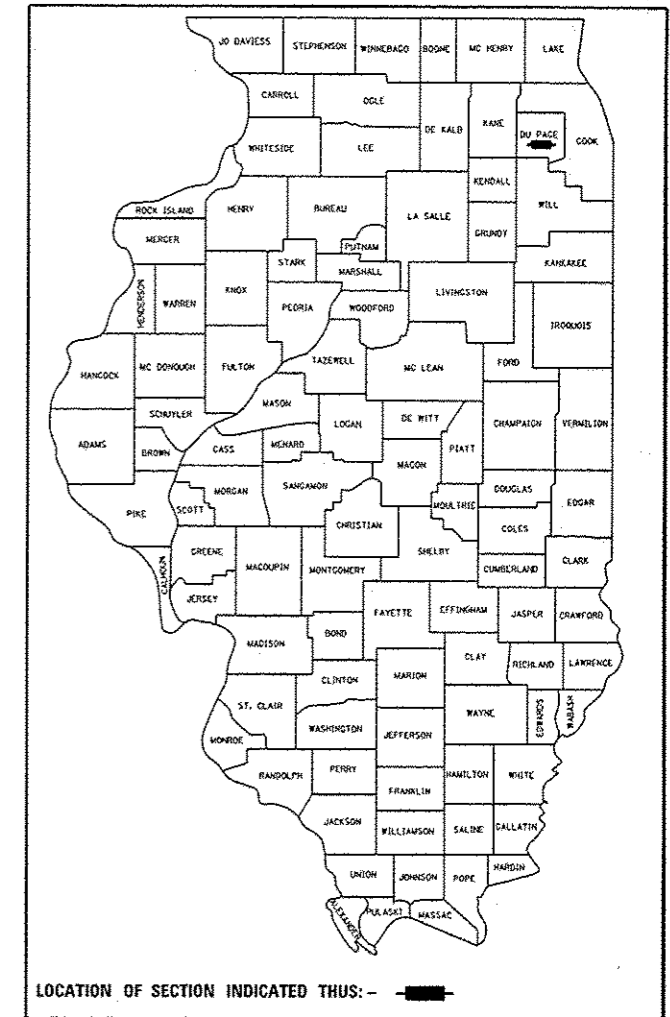 JO DAVIESS STEPHENSON WINNEBAGO BOONE MC HENRY LAKE
CARROLL OGLE DE KALB KANE DU PAGE COOK
WHITESIDE LEE
KENDALL WILL
ROCK ISLAND HENRY BUREAU LA SALLE GRUNDY
MERCER PUTNAM KANKAKEE
STARK MARSHALL
HENDERSON WARREN KNOX PEORIA WOODFORD LIVINGSTON IROQUOIS
HANCOCK MC DONOUGH FULTON TAZEWELL MC LEAN FORD
MASON
SCHUYLER LOGAN DE WITT CHAMPAIGN VERMILION
ADAMS BROWN CASS MENARD MACON PIATT
MORGAN SANGAMON DOUGLAS
PIKE SCOTT CHRISTIAN MOULTRIE COLES EDGAR
GREENE MACOUPIN MONTGOMERY SHELBY CUMBERLAND CLARK
CALHOUN JERSEY
FAYETTE EFFINGHAM JASPER CRAWFORD
MADISON BOND
CLAY RICHLAND LAWRENCE
CLINTON MARION
ST. CLAIR WAYNE EDWARDS WABASH
WASHINGTON JEFFERSON
MONROE
RANDOLPH PERRY HAMILTON WHITE
FRANKLIN
JACKSON WILLIAMSON SALINE GALLATIN
UNION JOHNSON POPE HARDIN
ALEXANDER PULASKI MASSAC
LOCATION OF SECTION INDICATED THUS: -